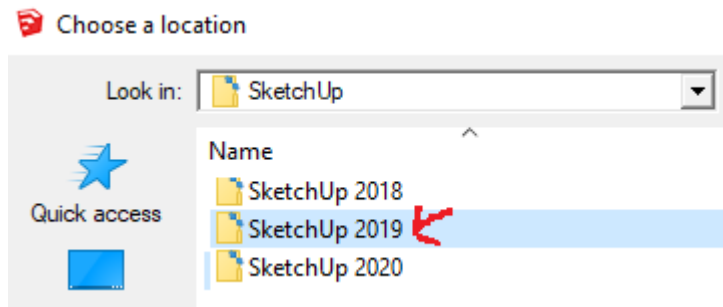 Choose a location
Look in: SketchUp
Name
SketchUp 2018
Quick access
SketchUp 2019
SketchUp 2020